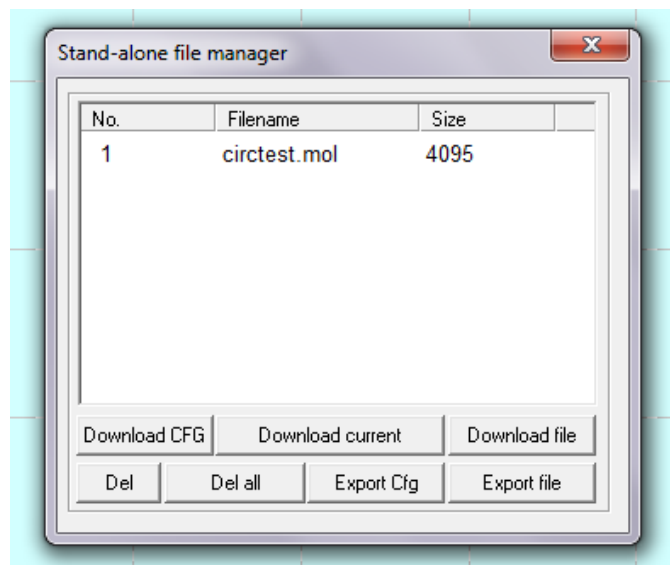 Stand-alone file manager
No. Filename Size
1 circtest.mol 4095
Download CFG Download current Download file
Del Del all Export Cfg Export file